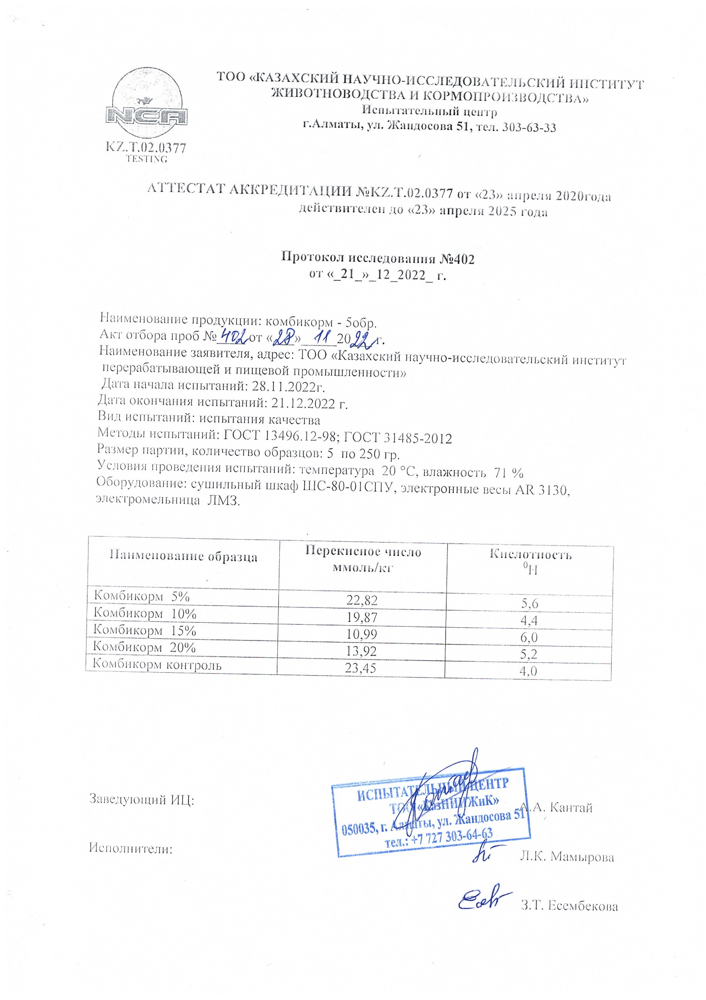 ТОО «КАЗАХСКИЙ НАУЧНО-ИССЛЕДОВАТЕЛЬСКИЙ ИНСТИТУТ
ЖИВОТНОВОДСТВА И КОРМОПРОИЗВОДСТВА»
Испытательный центр
г.Алматы, ул. Жандосова 51, тел. 303-63-33
NCA
KZ.T.02.0377
TESTING
АТТЕСТАТ АККРЕДИТАЦИИ №KZ.T.02.0377 от «23» апреля 2020года
действителен до «23» апреля 2025 года
Протокол исследования №402
от «_21_»_12_2022_ г.
Наименование продукции: комбикорм - 5обр.
Акт отбора проб №_402_от «_28_»__11__20_22_г.
Наименование заявителя, адрес: ТОО «Казахский научно-исследовательский институт
перерабатывающей и пищевой промышленности»
Дата начала испытаний: 28.11.2022г.
Дата окончания испытаний: 21.12.2022 г.
Вид испытаний: испытания качества
Методы испытаний: ГОСТ 13496.12-98; ГОСТ 31485-2012
Размер партии, количество образцов: 5 по 250 гр.
Условия проведения испытаний: температура 20 °С, влажность 71 %
Оборудование: сушильный шкаф ШС-80-01СПУ, электронные весы AR 3130,
электромельница ЛМЗ.
Наименование образца Перекисное число Кислотность
ммоль/кг ⁰Н
Комбикорм 5% 22,82 5,6
Комбикорм 10% 19,87 4,4
Комбикорм 15% 10,99 6,0
Комбикорм 20% 13,92 5,2
Комбикорм контроль 23,45 4,0
ИСПЫТАТЕЛЬНЫЙ ЦЕНТР
ТОО «КазНИИЖиК»
050035, г. Алматы, ул. Жандосова 51
тел.: +7 727 303-64-63
Заведующий ИЦ: А.А. Кантай
Исполнители: Л.К. Мамырова
З.Т. Есембекова